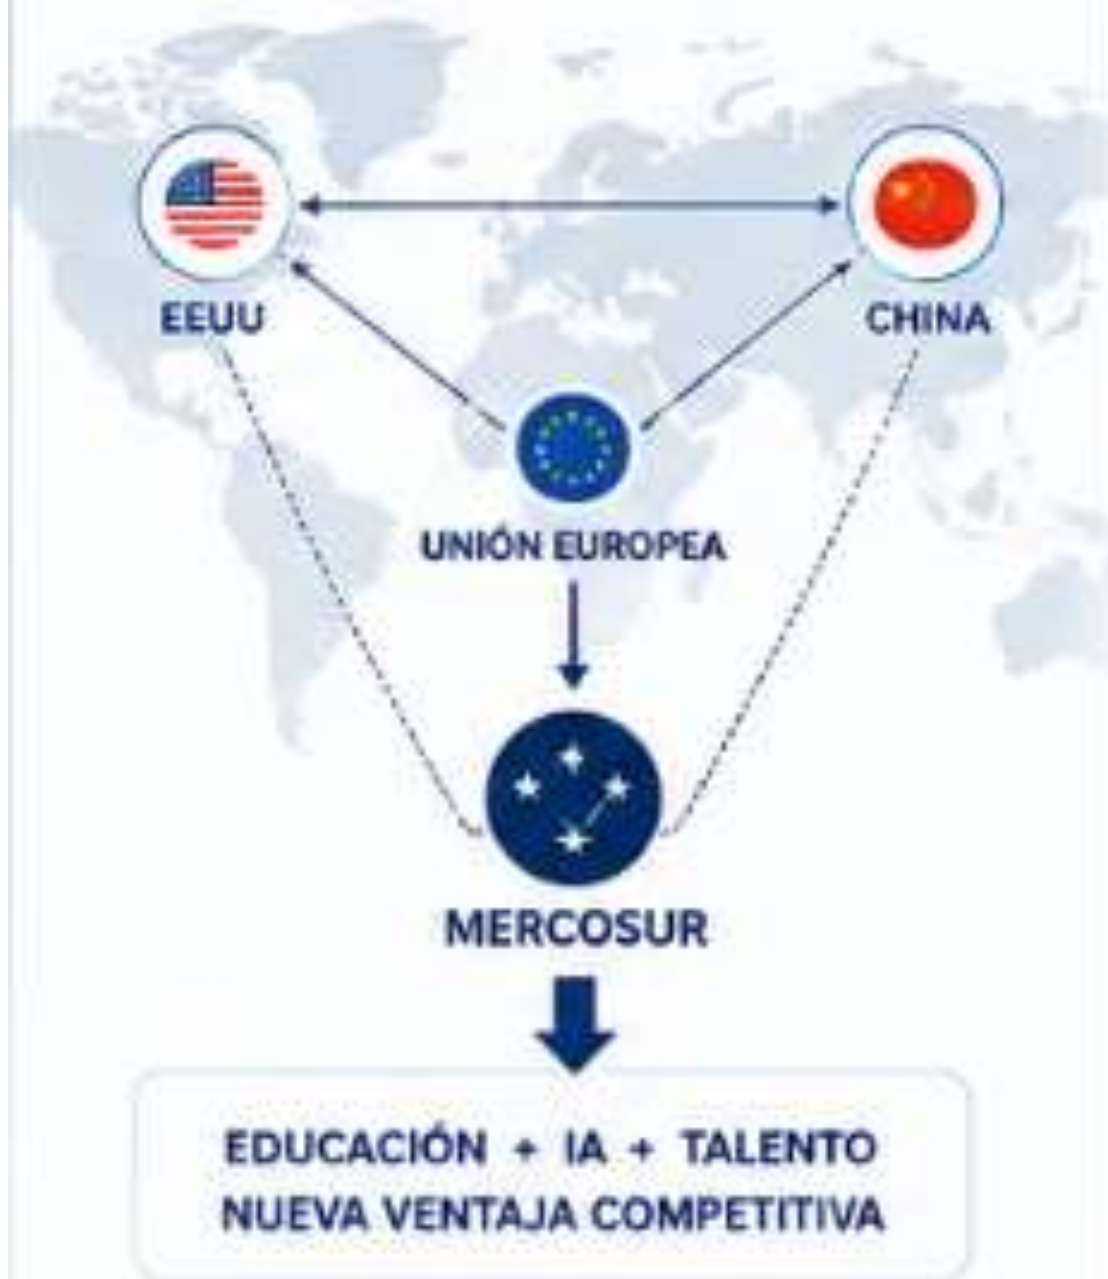 EEUU
CHINA
UNIÓN EUROPEA
MERCOSUR
EDUCACIÓN + IA + TALENTO
NUEVA VENTAJA COMPETITIVA